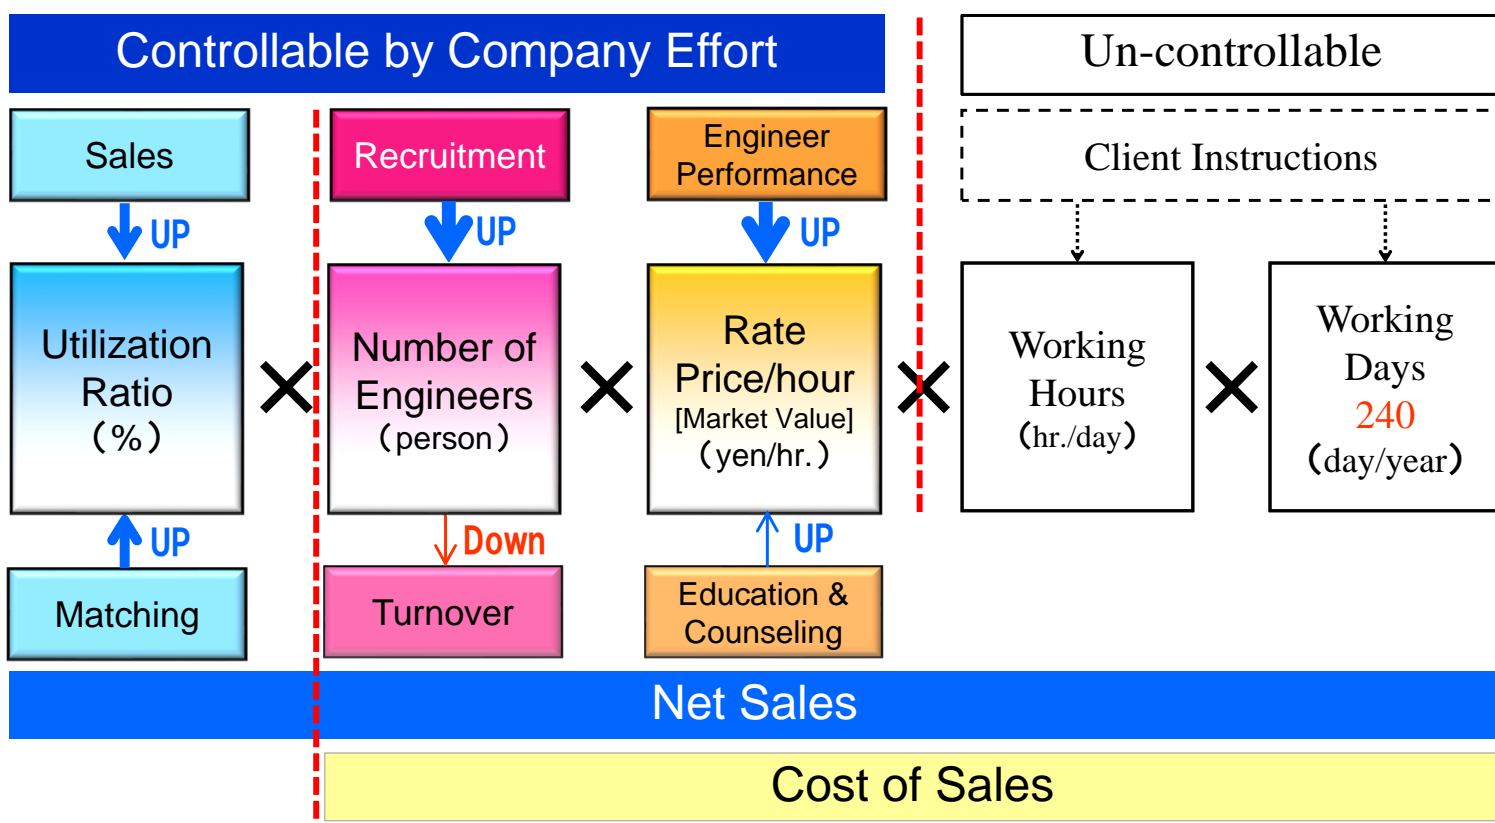 Controllable by Company Effort
Un-controllable
Sales
Recruitment
Engineer
Performance
Client Instructions
UP
UP
UP
Utilization
Ratio
(%)
×
Number of
Engineers
(person)
×
Rate
Price/hour
[Market Value]
(yen/hr.)
×
Working
Hours
(hr./day)
×
Working
Days
240
(day/year)
UP
Down
UP
Matching
Turnover
Education &
Counseling
Net Sales
Cost of Sales